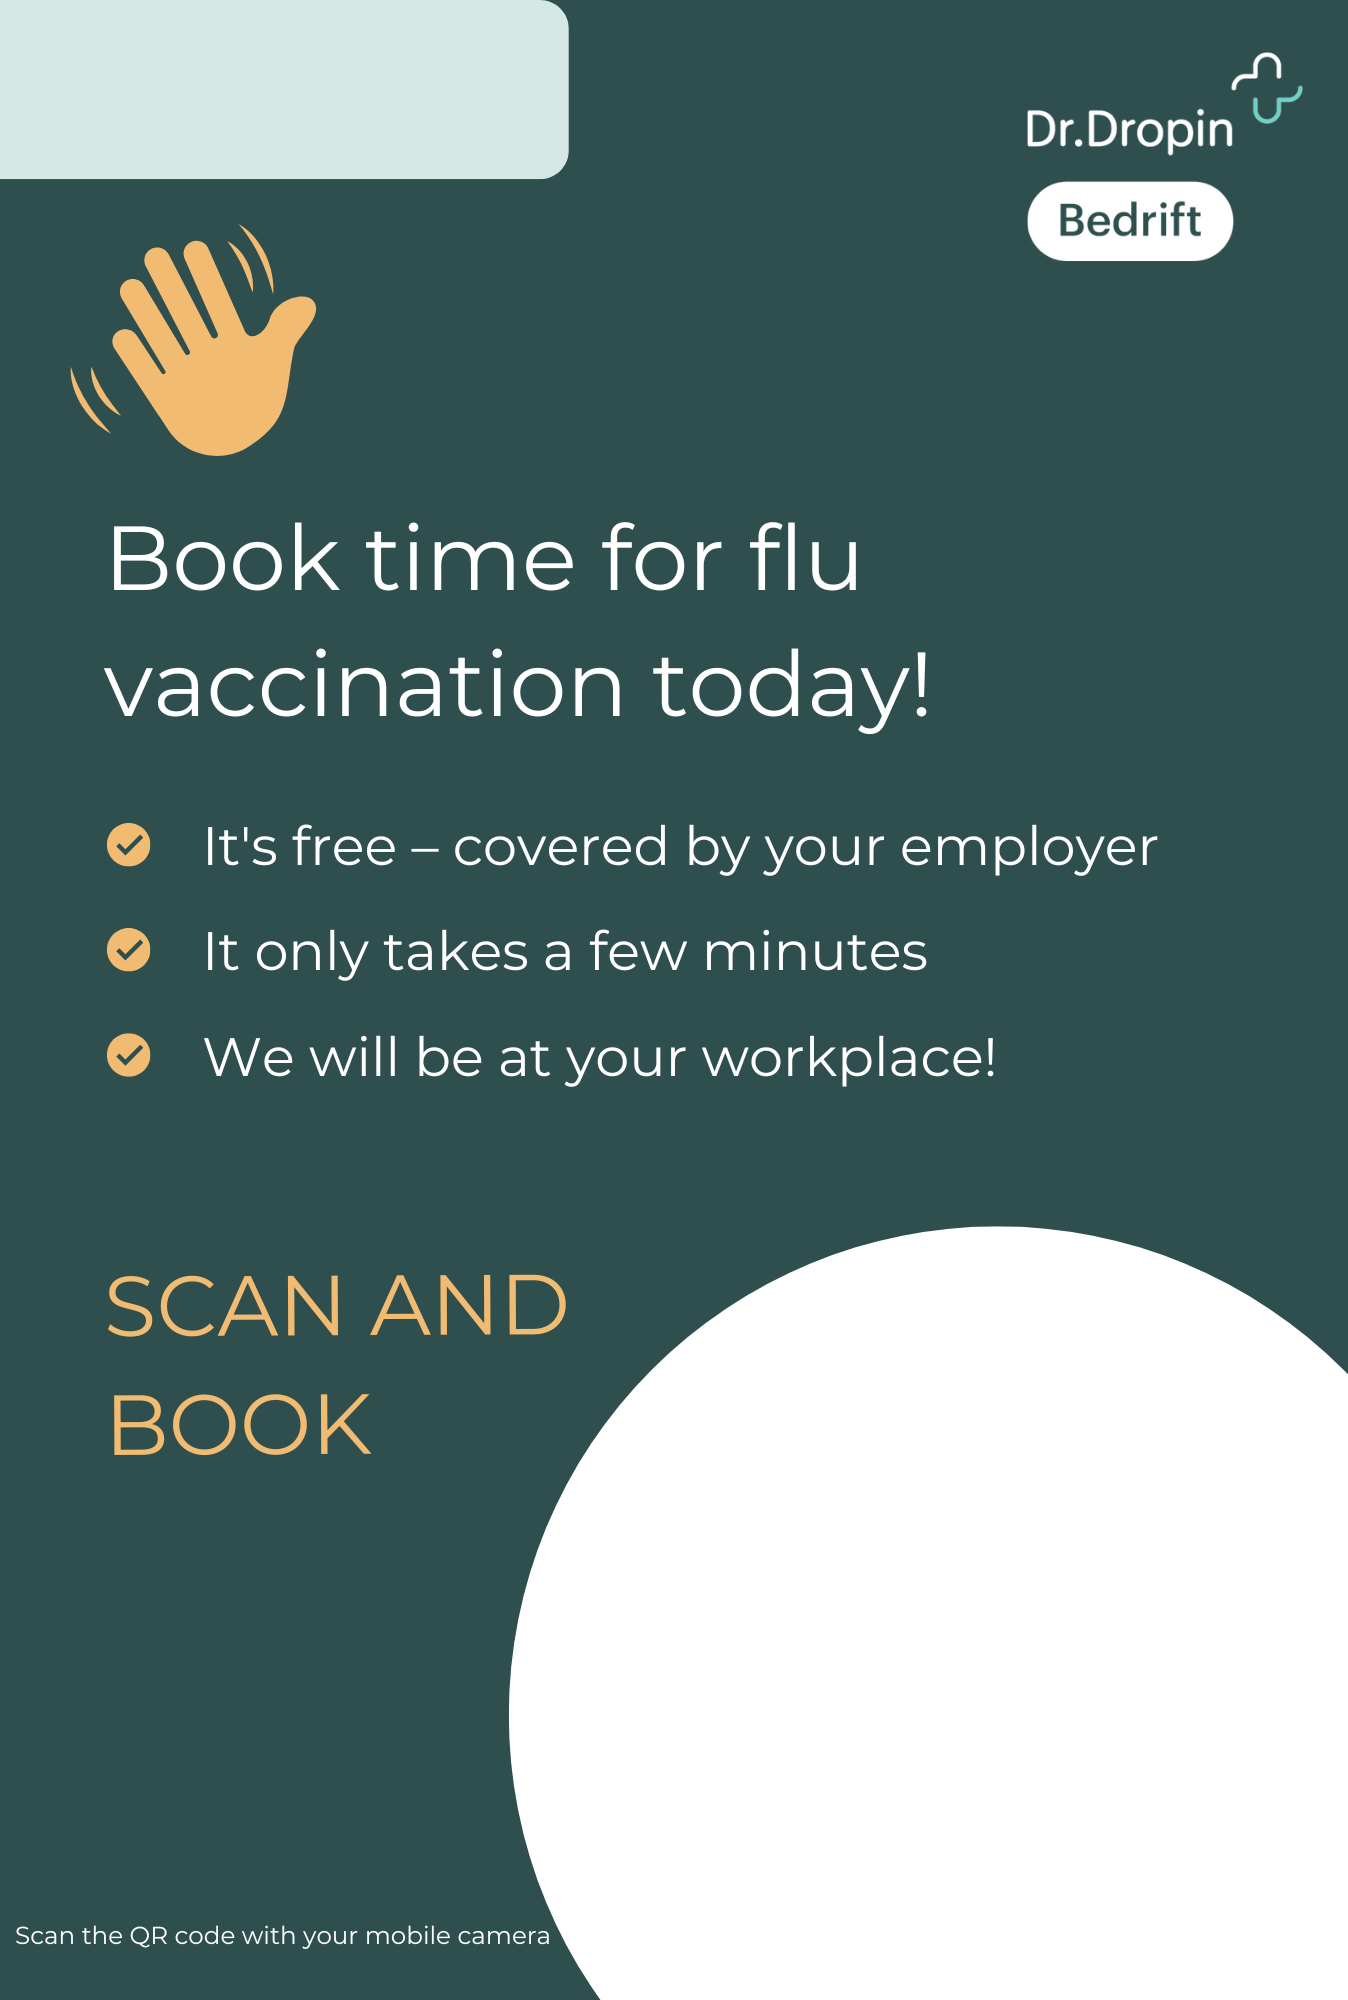 Dr.Dropin
Bedrift
Book time for flu
vaccination today!
It's free – covered by your employer
It only takes a few minutes
We will be at your workplace!
SCAN AND
BOOK
Scan the QR code with your mobile camera